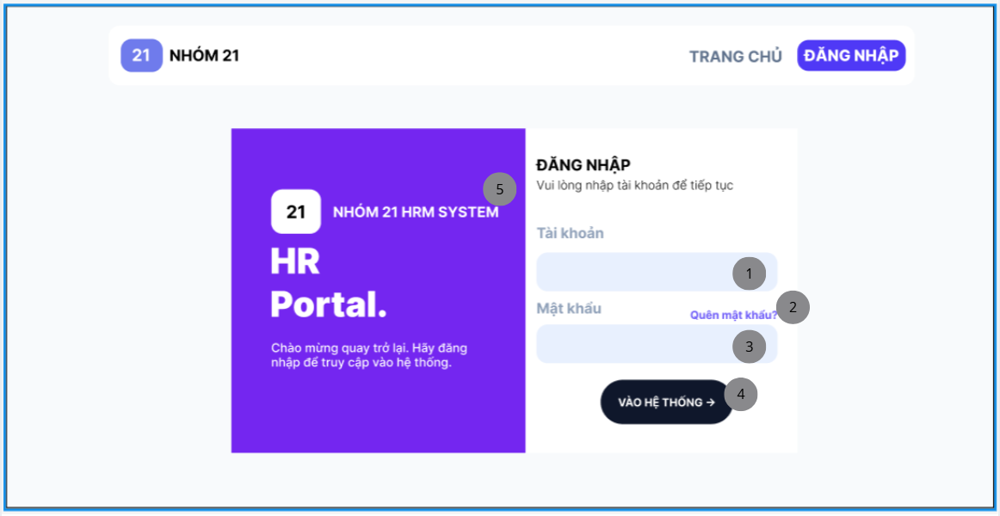 21 NHÓM 21
TRANG CHỦ ĐĂNG NHẬP
5
21 NHÓM 21 HRM SYSTEM
HR
Portal.
Chào mừng quay trở lại. Hãy đăng
nhập để truy cập vào hệ thống.
ĐĂNG NHẬP
Vui lòng nhập tài khoản để tiếp tục
Tài khoản
1
Mật khẩu
Quên mật khẩu?
2
3
VÀO HỆ THỐNG →
4